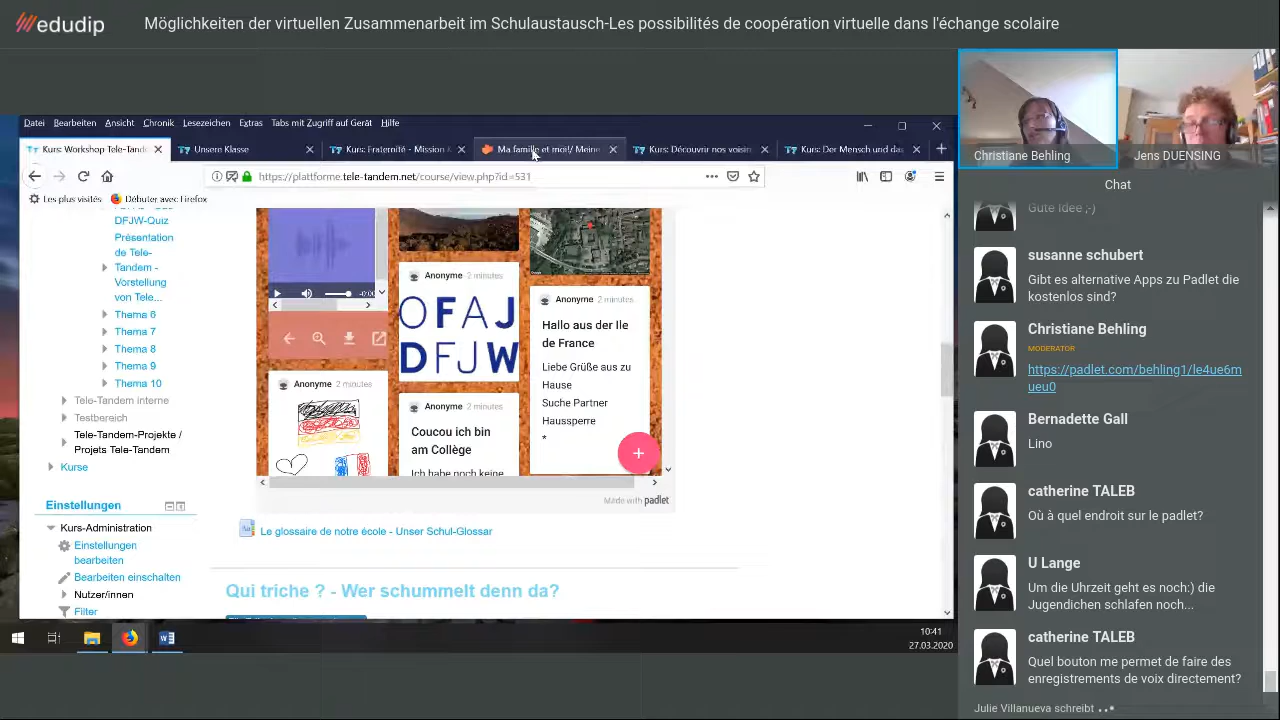 edudip
Möglichkeiten der virtuellen Zusammenarbeit im Schulaustausch-Les possibilités de coopération virtuelle dans l'échange scolaire
Datei Bearbeiten Ansicht Chronik Lesezeichen Extras Tabs mit Zugriff auf Gerät Hilfe
Kurs: Workshop Tele-Tand
Unsere Klasse
Kurs: Fraternité - Mission K
Ma famille et moi!/ Meine
Kurs: Découvrir nos voisin
Kurs: Der Mensch und das
https://plattforme.tele-tandem.net/course/view.php?id=531
Les plus visités Débuter avec Firefox
DFJW-Quiz
Présentation
de Tele-
Tandem -
Vorstellung
von Tele...
Thema 6
Thema 7
Thema 8
Thema 9
Thema 10
Tele-Tandem interne
Testbereich
Tele-Tandem-Projekte /
Projets Tele-Tandem
Kurse
Einstellungen
Kurs-Administration
Einstellungen
bearbeiten
Bearbeiten einschalten
Nutzer/innen
Filter
-0:00
Anonyme 2 minutes
Anonyme 2 minutes
OFAJ
DFJW
Anonyme 2 minutes
Coucou ich bin
am Collège
Ich habe noch keine
Anonyme 2 minutes
Hallo aus der Ile
de France
Liebe Grüße aus zu
Hause
Suche Partner
Haussperre
*
+
Made with padlet
Le glossaire de notre école - Unser Schul-Glossar
Qui triche ? - Wer schummelt denn da?
10:41
27.03.2020
Christiane Behling
Jens DUENSING
Chat
Gute Idee ;-)
susanne schubert
Gibt es alternative Apps zu Padlet die
kostenlos sind?
Christiane Behling
MODERATOR
https://padlet.com/behling1/le4ue6m
ueu0
Bernadette Gall
Lino
catherine TALEB
Où à quel endroit sur le padlet?
U Lange
Um die Uhrzeit geht es noch:) die
Jugendichen schlafen noch...
catherine TALEB
Quel bouton me permet de faire des
enregistrements de voix directement?
Julie Villanueva schreibt